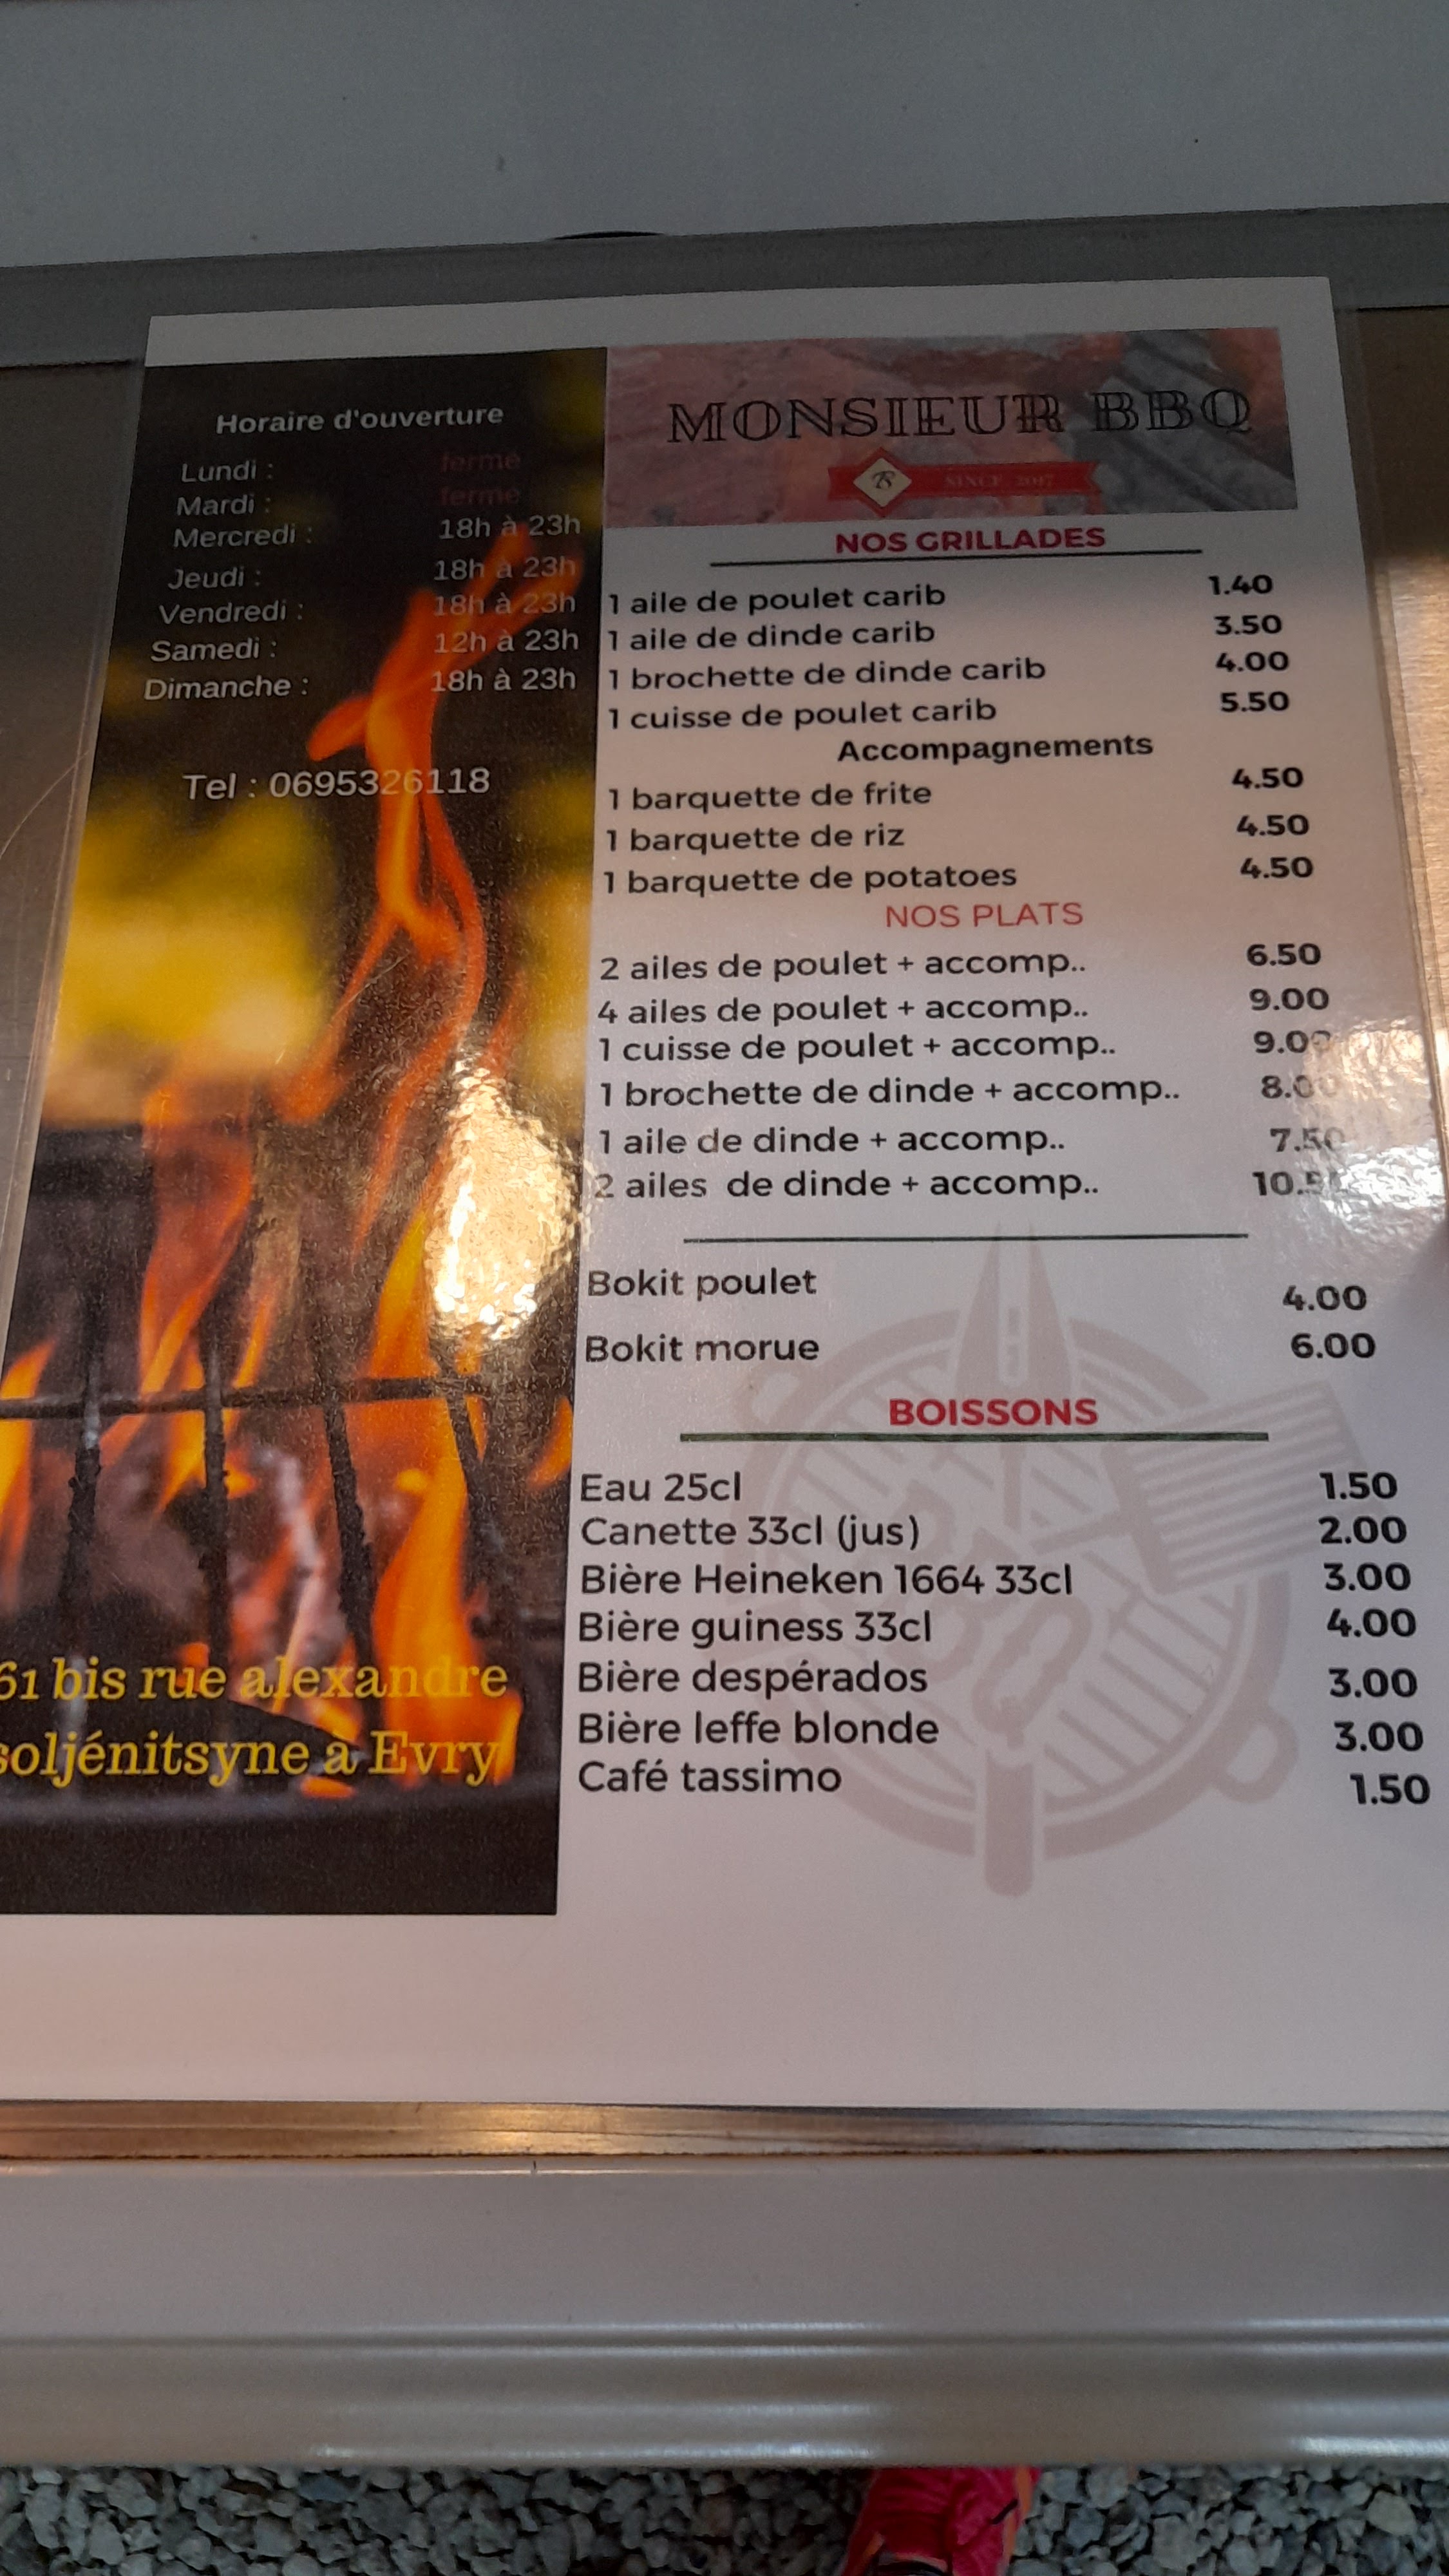 Horaire d'ouverture
Lundi : ferme
Mardi : ferme
Mercredi : 18h à 23h
Jeudi : 18h à 23h
Vendredi : 18h à 23h
Samedi : 12h à 23h
Dimanche : 18h à 23h
Tel : 0695326118
61 bis rue alexandre
soljénitsyne à Evry
MONSIEUR BBQ
B SINCE 2017
NOS GRILLADES
1 aile de poulet carib 1.40
1 aile de dinde carib 3.50
1 brochette de dinde carib 4.00
1 cuisse de poulet carib 5.50
Accompagnements
1 barquette de frite 4.50
1 barquette de riz 4.50
1 barquette de potatoes 4.50
NOS PLATS
2 ailes de poulet + accomp.. 6.50
4 ailes de poulet + accomp.. 9.00
1 cuisse de poulet + accomp.. 9.00
1 brochette de dinde + accomp.. 8.00
1 aile de dinde + accomp.. 7.50
2 ailes de dinde + accomp..
Bokit poulet 4.00
Bokit morue 6.00
BOISSONS
Eau 25cl 1.50
Canette 33cl (jus) 2.00
Bière Heineken 1664 33cl 3.00
Bière guiness 33cl 4.00
Bière despérados 3.00
Bière leffe blonde 3.00
Café tassimo 1.50